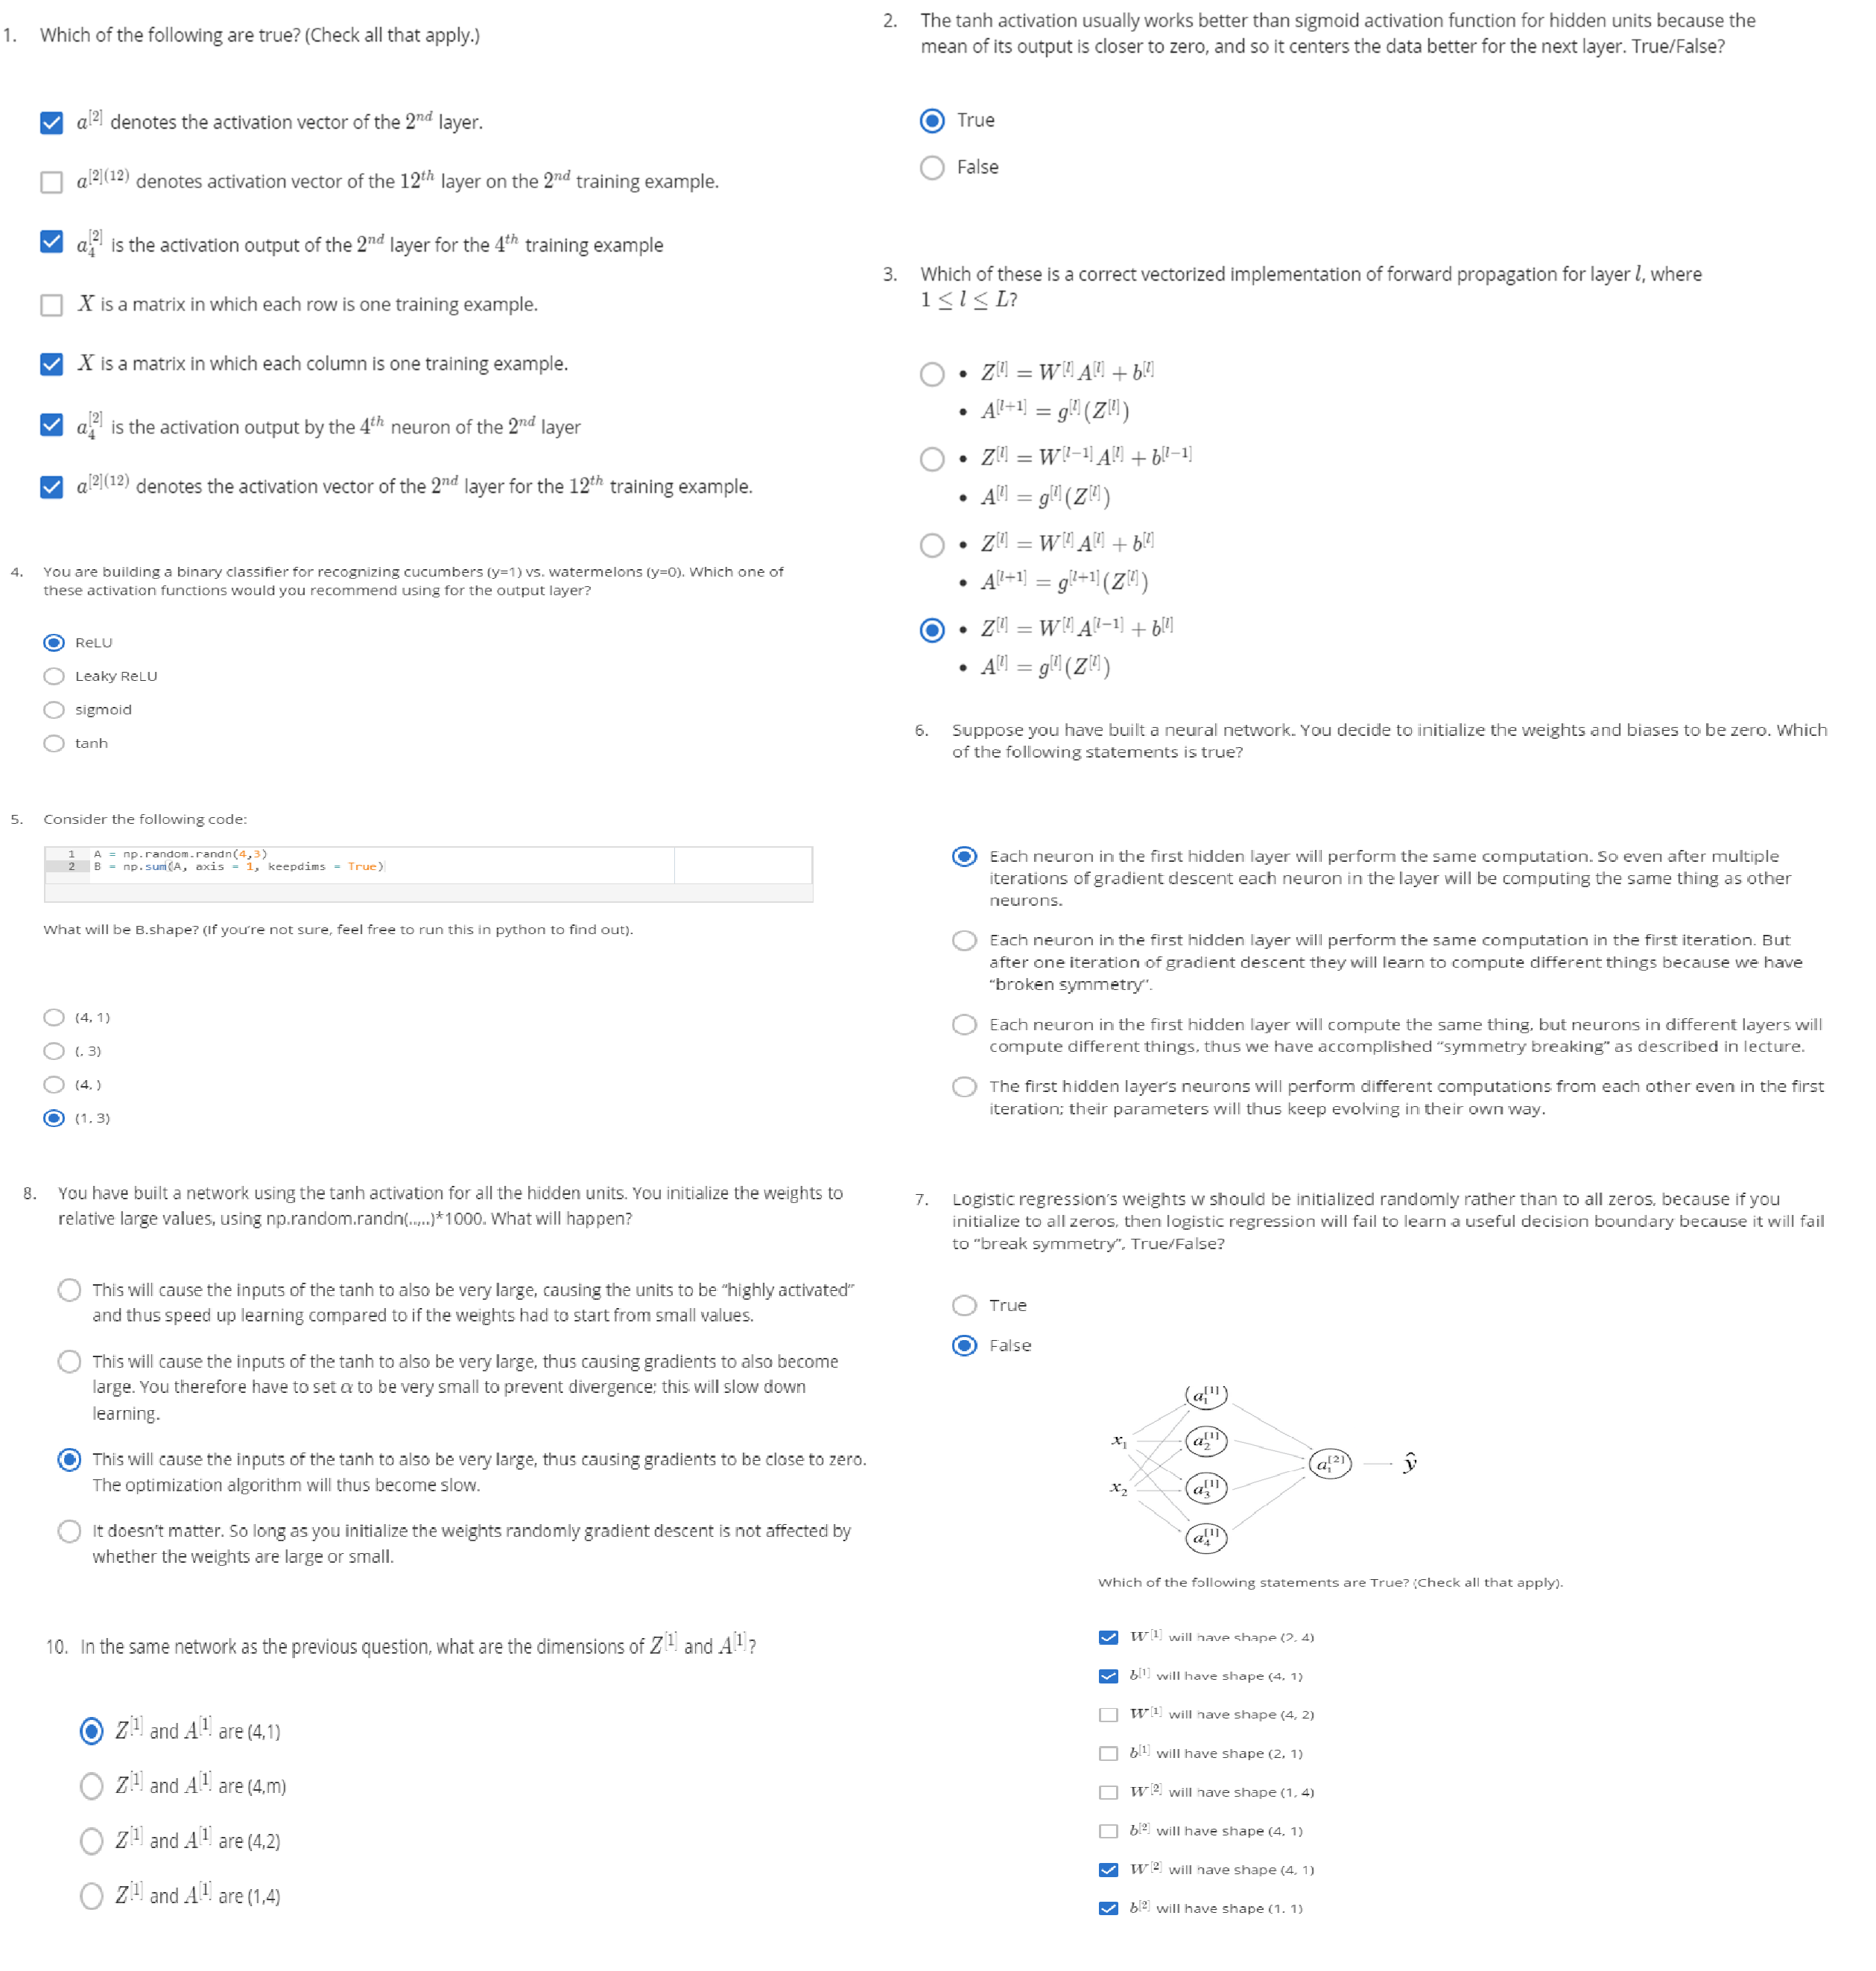 1. Which of the following are true? (Check all that apply.)
a^[2] denotes the activation vector of the 2^nd layer.
a^[2](12) denotes activation vector of the 12^th layer on the 2^nd training example.
a_4^[2] is the activation output of the 2^nd layer for the 4^th training example
X is a matrix in which each row is one training example.
X is a matrix in which each column is one training example.
a_4^[2] is the activation output by the 4^th neuron of the 2^nd layer
a^[2](12) denotes the activation vector of the 2^nd layer for the 12^th training example.
2. The tanh activation usually works better than sigmoid activation function for hidden units because the
mean of its output is closer to zero, and so it centers the data better for the next layer. True/False?
True
False
3. Which of these is a correct vectorized implementation of forward propagation for layer l, where
1 ≤ l ≤ L?
• Z^[l] = W^[l] A^[l] + b^[l]
• A^[l+1] = g^[l](Z^[l])
• Z^[l] = W^[l−1] A^[l] + b^[l−1]
• A^[l] = g^[l](Z^[l])
• Z^[l] = W^[l] A^[l] + b^[l]
• A^[l+1] = g^[l+1](Z^[l])
• Z^[l] = W^[l] A^[l−1] + b^[l]
• A^[l] = g^[l](Z^[l])
4. You are building a binary classifier for recognizing cucumbers (y=1) vs. watermelons (y=0). Which one of
these activation functions would you recommend using for the output layer?
ReLU
Leaky ReLU
sigmoid
tanh
5. Consider the following code:
1 A = np.random.randn(4,3)
2 B = np.sum(A, axis = 1, keepdims = True)
What will be B.shape? (If you're not sure, feel free to run this in python to find out).
(4, 1)
(, 3)
(4, )
(1, 3)
6. Suppose you have built a neural network. You decide to initialize the weights and biases to be zero. Which
of the following statements is true?
Each neuron in the first hidden layer will perform the same computation. So even after multiple
iterations of gradient descent each neuron in the layer will be computing the same thing as other
neurons.
Each neuron in the first hidden layer will perform the same computation in the first iteration. But
after one iteration of gradient descent they will learn to compute different things because we have
"broken symmetry".
Each neuron in the first hidden layer will compute the same thing, but neurons in different layers will
compute different things, thus we have accomplished "symmetry breaking" as described in lecture.
The first hidden layer's neurons will perform different computations from each other even in the first
iteration; their parameters will thus keep evolving in their own way.
8. You have built a network using the tanh activation for all the hidden units. You initialize the weights to
relative large values, using np.random.randn(..,..)*1000. What will happen?
This will cause the inputs of the tanh to also be very large, causing the units to be "highly activated"
and thus speed up learning compared to if the weights had to start from small values.
This will cause the inputs of the tanh to also be very large, thus causing gradients to also become
large. You therefore have to set α to be very small to prevent divergence; this will slow down
learning.
This will cause the inputs of the tanh to also be very large, thus causing gradients to be close to zero.
The optimization algorithm will thus become slow.
It doesn't matter. So long as you initialize the weights randomly gradient descent is not affected by
whether the weights are large or small.
7. Logistic regression's weights w should be initialized randomly rather than to all zeros, because if you
initialize to all zeros, then logistic regression will fail to learn a useful decision boundary because it will fail
to "break symmetry", True/False?
True
False
a_1^[1]
x_1 a_2^[1]
a_1^[2] ŷ
x_2 a_3^[1]
a_4^[1]
Which of the following statements are True? (Check all that apply).
W^[1] will have shape (2, 4)
b^[1] will have shape (4, 1)
W^[1] will have shape (4, 2)
b^[1] will have shape (2, 1)
W^[2] will have shape (1, 4)
b^[2] will have shape (4, 1)
W^[2] will have shape (4, 1)
b^[2] will have shape (1, 1)
10. In the same network as the previous question, what are the dimensions of Z^[1] and A^[1]?
Z^[1] and A^[1] are (4,1)
Z^[1] and A^[1] are (4,m)
Z^[1] and A^[1] are (4,2)
Z^[1] and A^[1] are (1,4)